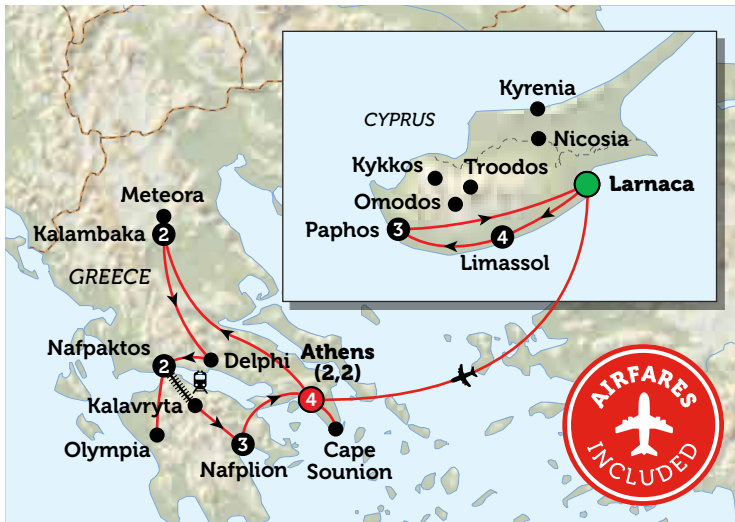 Kyrenia
CYPRUS
Nicosia
Kykkos
Troodos
Larnaca
Omodos
Paphos
3
4
Limassol
Meteora
Kalambaka
2
GREECE
Nafpaktos
2
Delphi
Athens
(2,2)
4
Kalavryta
Olympia
3
Nafplion
Cape
Sounion
AIRFARES
INCLUDED